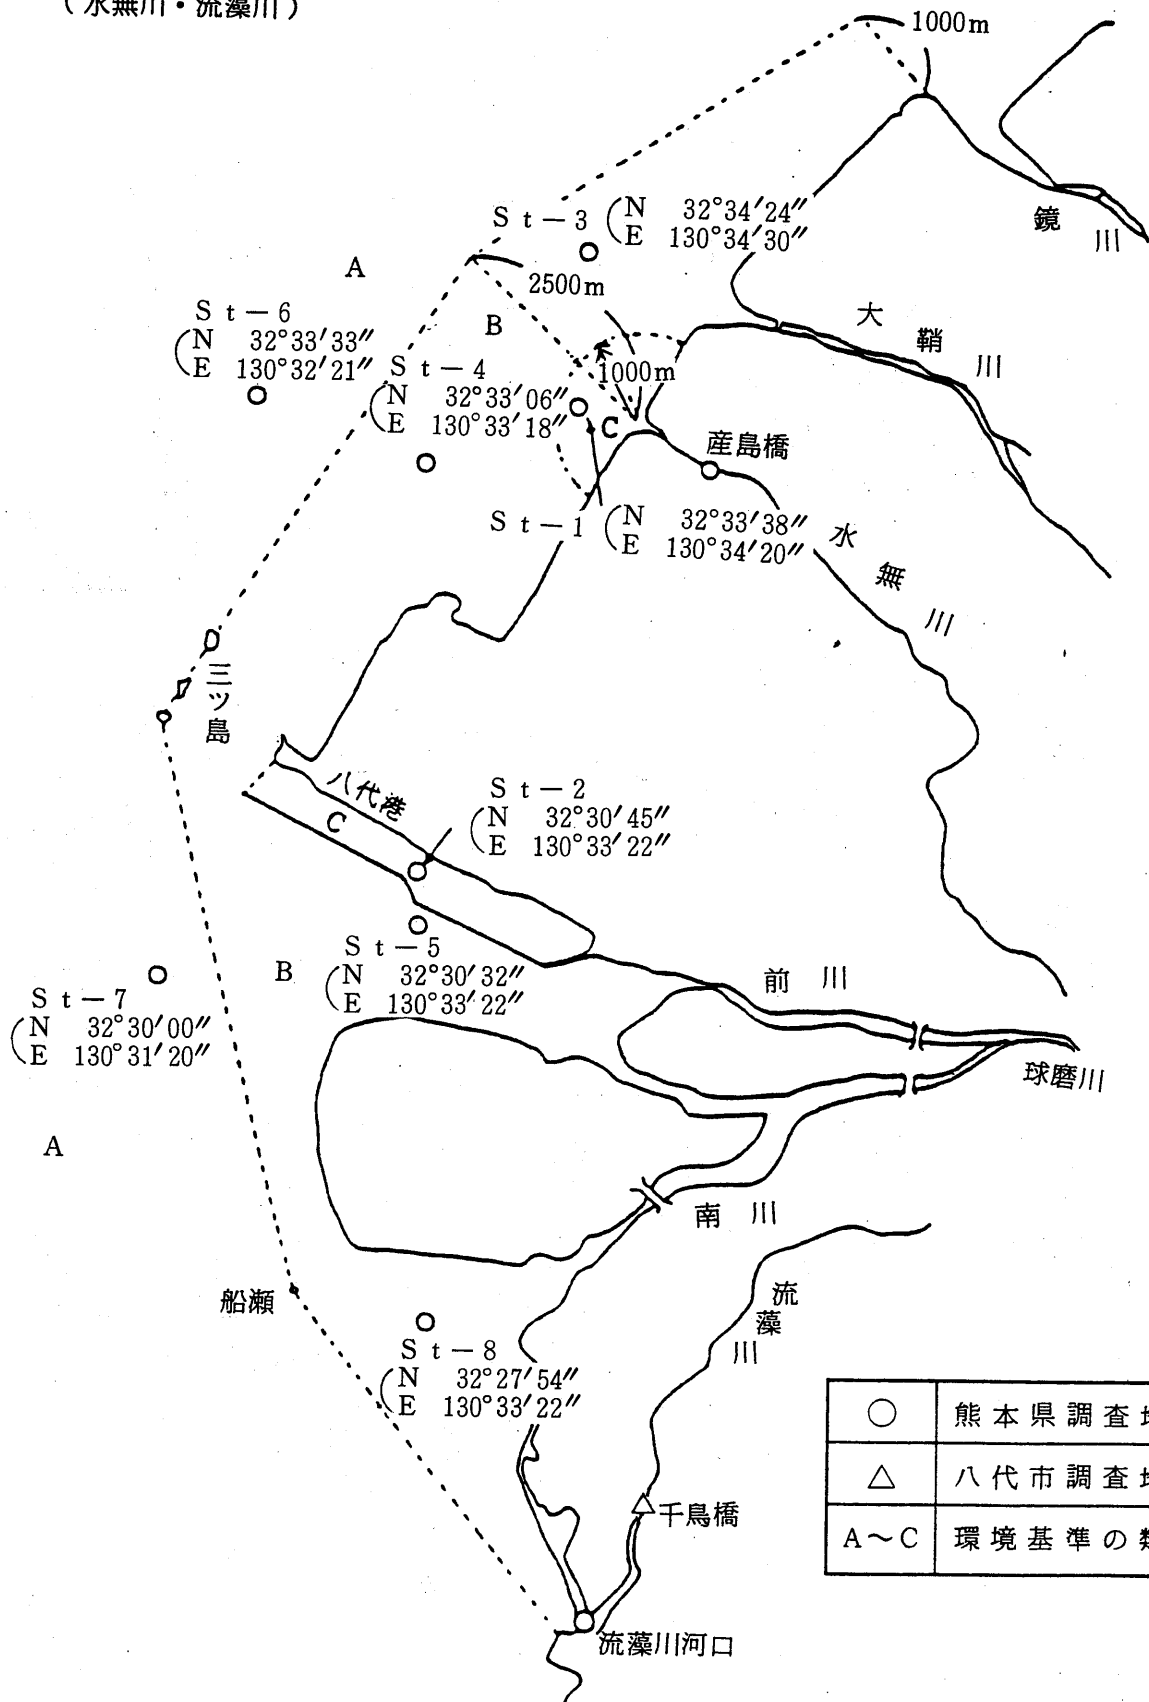 (水無川・流藻川)
1000m
St-3 (N 32°34′24″
E 130°34′30″
鏡川
A
2500m
大鞘川
St-6
(N 32°33′33″
E 130°32′21″
B
St-4
(N 32°33′06″
E 130°33′18″
1000m
C
産島橋
St-1 (N 32°33′38″
E 130°34′20″
水無川
三ツ島
八代港
C
St-2
(N 32°30′45″
E 130°33′22″
St-5
(N 32°30′32″
E 130°33′22″
B
前川
St-7
(N 32°30′00″
E 130°31′20″
球磨川
A
南川
船瀬
流藻川
St-8
(N 32°27′54″
E 130°33′22″
○ 熊本県調査
△ 八代市調査
A～C 環境基準の
千鳥橋
流藻川河口